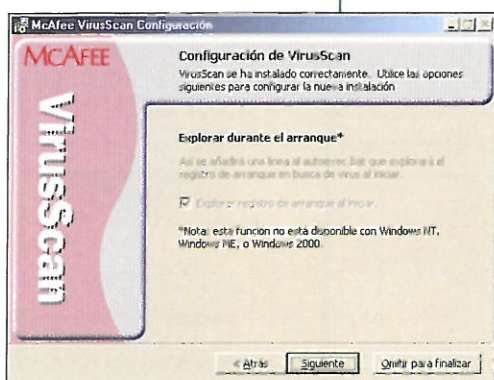 McAfee VirusScan Configuración
MCAFEE
VirusScan
Configuración de VirusScan
VirusScan se ha instalado correctamente. Utilice las opciones
siguientes para configurar la nueva instalación
Explorar durante el arranque*
Así se añadirá una línea al autoexec.bat que explorará el
registro de arranque en busca de virus al iniciar.
Explorar registro de arranque al iniciar.
*Nota: esta función no está disponible con Windows NT,
Windows ME, o Windows 2000.
< Atrás
Siguiente
Omitir para finalizar